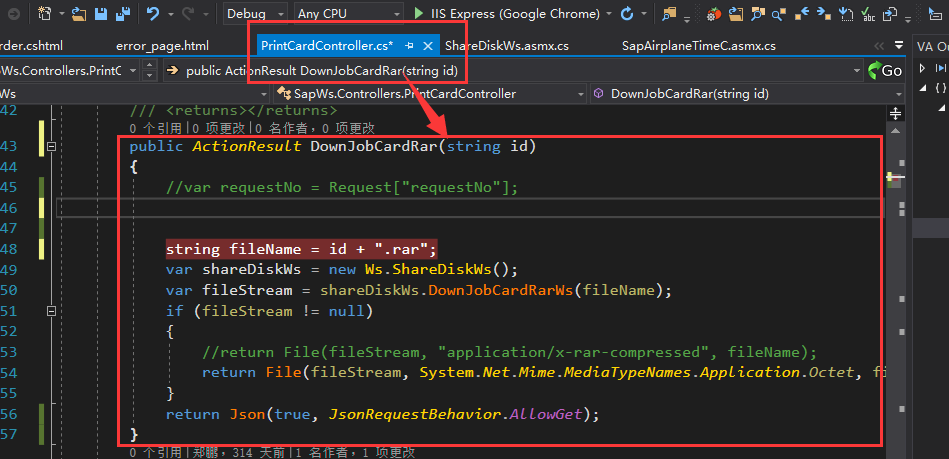 Debug Any CPU IIS Express (Google Chrome)
rder.cshtml error_page.html PrintCardController.cs* ShareDiskWs.asmx.cs SapAirplaneTimeC.asmx.cs VA Ou
pWs.Controllers.PrintC public ActionResult DownJobCardRar(string id) Go
Ws SapWs.Controllers.PrintCardController DownJobCardRar(string id)
42 /// <returns></returns>
0 个引用|0 项更改|0 名作者，0 项更改
43 public ActionResult DownJobCardRar(string id)
44 {
45 //var requestNo = Request["requestNo"];
46
47
48 string fileName = id + ".rar";
49 var shareDiskWs = new Ws.ShareDiskWs();
50 var fileStream = shareDiskWs.DownJobCardRarWs(fileName);
51 if (fileStream != null)
52 {
53 //return File(fileStream, "application/x-rar-compressed", fileName);
54 return File(fileStream, System.Net.Mime.MediaTypeNames.Application.Octet, fi
55 }
56 return Json(true, JsonRequestBehavior.AllowGet);
57 }
0 个引用|郑鹏，314 天前|1 名作者，1 项更改